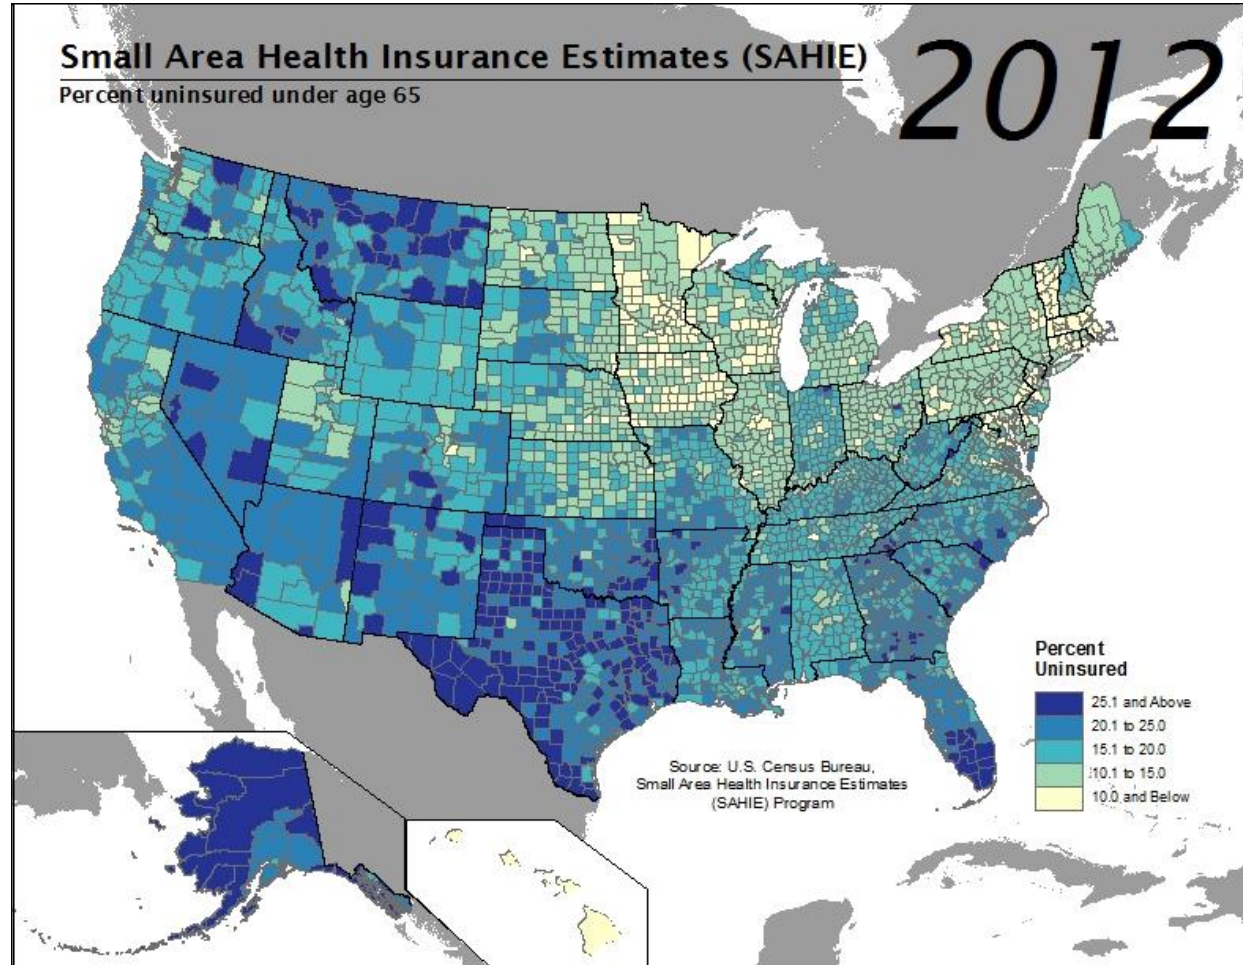 Small Area Health Insurance Estimates (SAHIE)
2012
Percent uninsured under age 65
Percent
Uninsured
25.1 and Above
20.1 to 25.0
15.1 to 20.0
10.1 to 15.0
10.0 and Below
Source: U.S. Census Bureau,
Small Area Health Insurance Estimates
(SAHIE) Program